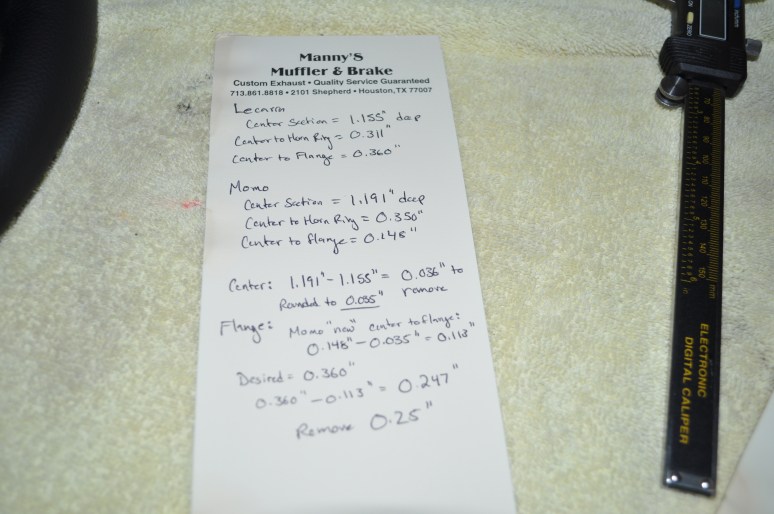 Manny'S
Muffler & Brake
Custom Exhaust • Quality Service Guaranteed
713.861.8818 • 2101 Shepherd • Houston, TX 77007
Lecarra
Center Section = 1.155" deep
Center to Horn Ring = 0.311"
Center to Flange = 0.360"
Momo
Center Section = 1.191" deep
Center to Horn Ring = 0.350"
Center to flange = 0.148"
Center: 1.191" - 1.155" = 0.036" to
Rounded to 0.035" remove
Flange: Momo "new" center to flange:
0.148" - 0.035" = 0.113"
Desired = 0.360"
0.360" - 0.113" = 0.247"
Remove 0.25"
ELECTRONIC
DIGITAL CALIPER
mm
in
ZERO
ON